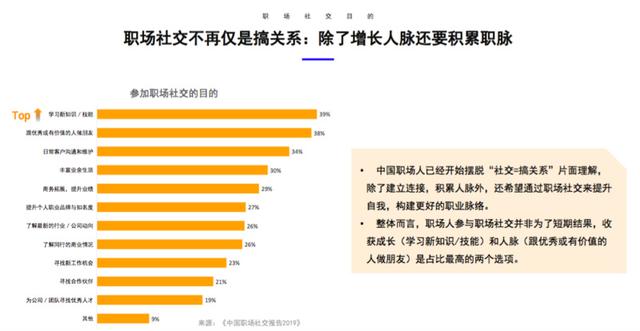 职场社交目的
职场社交不再仅是搞关系：除了增长人脉还要积累职脉
参加职场社交的目的
Top
学习新知识/技能 39%
跟优秀或有价值的人做朋友 38%
日常客户沟通和维护 34%
丰富业余生活 30%
商务拓展，提升业绩 29%
提升个人职业品牌与知名度 27%
了解最新的行业/公司动向 26%
了解同行的商业情况 26%
寻找新工作机会 23%
寻找合作伙伴 21%
为公司/团队寻找优秀人才 19%
其他 9%
来源：《中国职场社交报告2019》
• 中国职场人已经开始摆脱“社交=搞关系”片面理解，
除了建立连接，积累人脉外，还希望通过职场社交来提升
自我，构建更好的职业脉络。
• 整体而言，职场人参与职场社交并非为了短期结果，收
获成长（学习新知识/技能）和人脉（跟优秀或有价值的
人做朋友）是占比最高的两个选项。